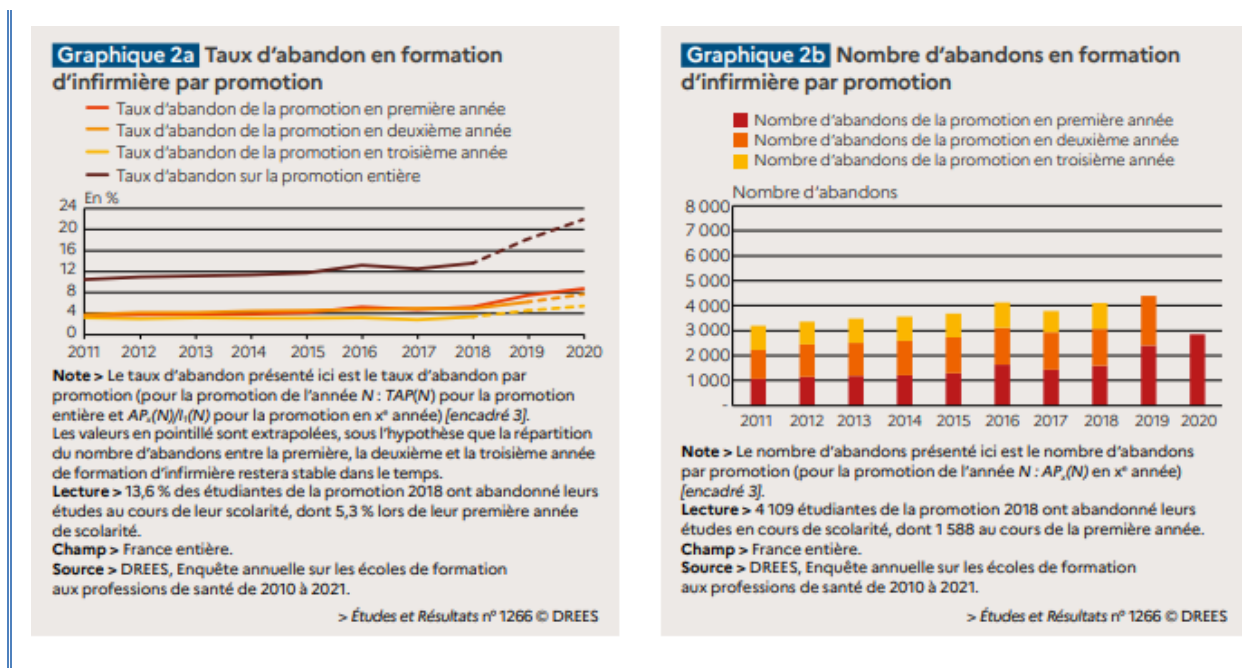 Graphique 2a Taux d'abandon en formation
d'infirmière par promotion
Taux d'abandon de la promotion en première année
Taux d'abandon de la promotion en deuxième année
Taux d'abandon de la promotion en troisième année
Taux d'abandon sur la promotion entière
En %
24
20
16
12
8
4
0
2011 2012 2013 2014 2015 2016 2017 2018 2019 2020
Note > Le taux d'abandon présenté ici est le taux d'abandon par
promotion (pour la promotion de l'année N : TAP(N) pour la promotion
entière et APₓ(N)/I₁(N) pour la promotion en xᵉ année) [encadré 3].
Les valeurs en pointillé sont extrapolées, sous l'hypothèse que la répartition
du nombre d'abandons entre la première, la deuxième et la troisième année
de formation d'infirmière restera stable dans le temps.
Lecture > 13,6 % des étudiantes de la promotion 2018 ont abandonné leurs
études au cours de leur scolarité, dont 5,3 % lors de leur première année
de scolarité.
Champ > France entière.
Source > DREES, Enquête annuelle sur les écoles de formation
aux professions de santé de 2010 à 2021.
> Études et Résultats nº 1266 © DREES
Graphique 2b Nombre d'abandons en formation
d'infirmière par promotion
Nombre d'abandons de la promotion en première année
Nombre d'abandons de la promotion en deuxième année
Nombre d'abandons de la promotion en troisième année
Nombre d'abandons
8 000
7 000
6 000
5 000
4 000
3 000
2 000
1 000
-
2011 2012 2013 2014 2015 2016 2017 2018 2019 2020
Note > Le nombre d'abandons présenté ici est le nombre d'abandons
par promotion (pour la promotion de l'année N : APₓ(N) en xᵉ année)
[encadré 3].
Lecture > 4 109 étudiantes de la promotion 2018 ont abandonné leurs
études en cours de scolarité, dont 1 588 au cours de la première année.
Champ > France entière.
Source > DREES, Enquête annuelle sur les écoles de formation
aux professions de santé de 2010 à 2021.
> Études et Résultats nº 1266 © DREES